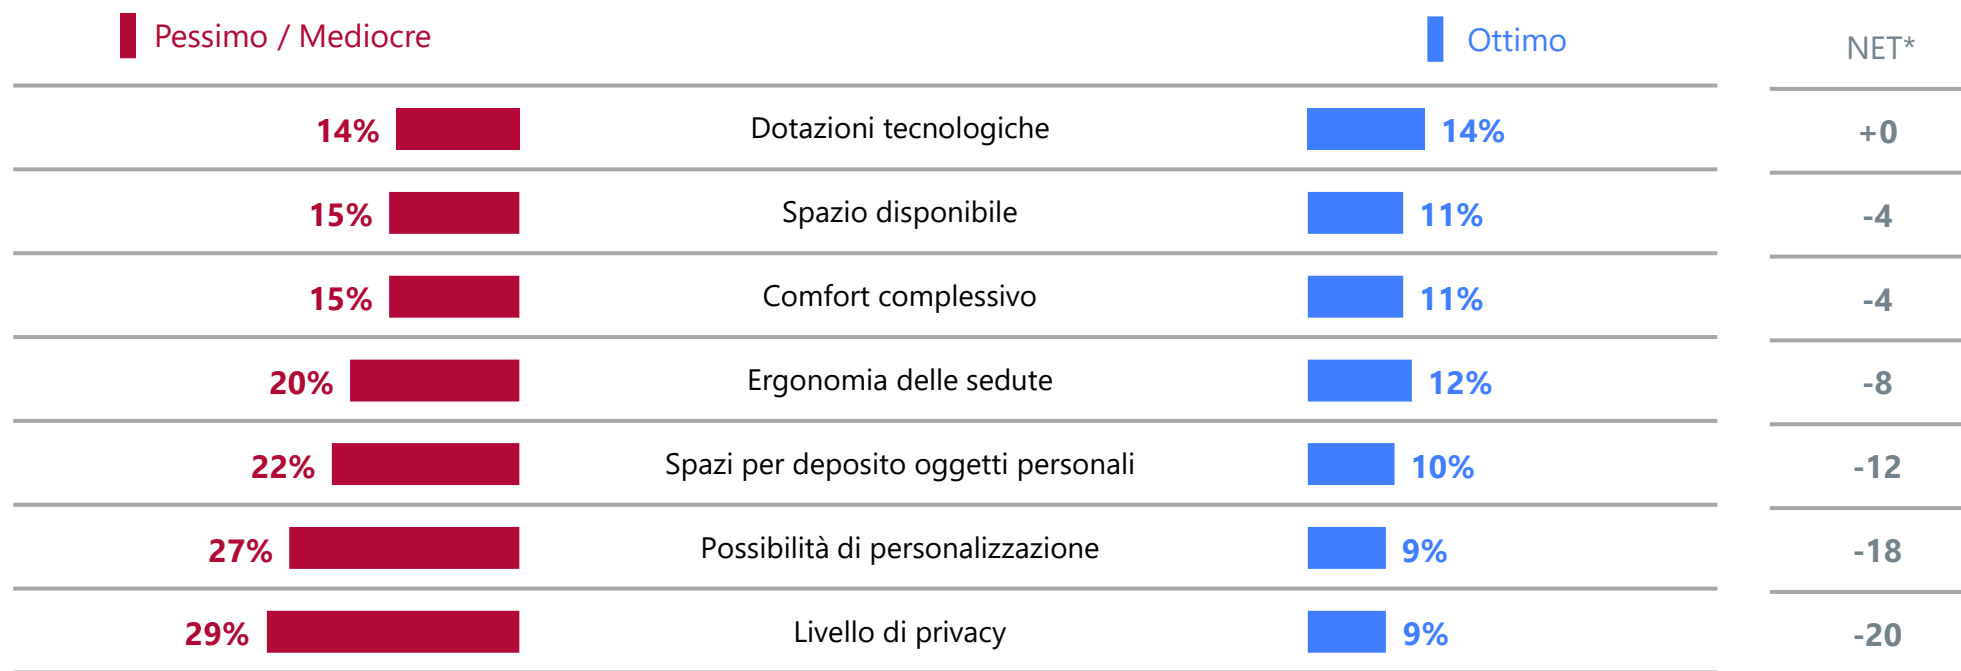 Pessimo / Mediocre Ottimo NET*
14% Dotazioni tecnologiche 14% +0
15% Spazio disponibile 11% -4
15% Comfort complessivo 11% -4
20% Ergonomia delle sedute 12% -8
22% Spazi per deposito oggetti personali 10% -12
27% Possibilità di personalizzazione 9% -18
29% Livello di privacy 9% -20